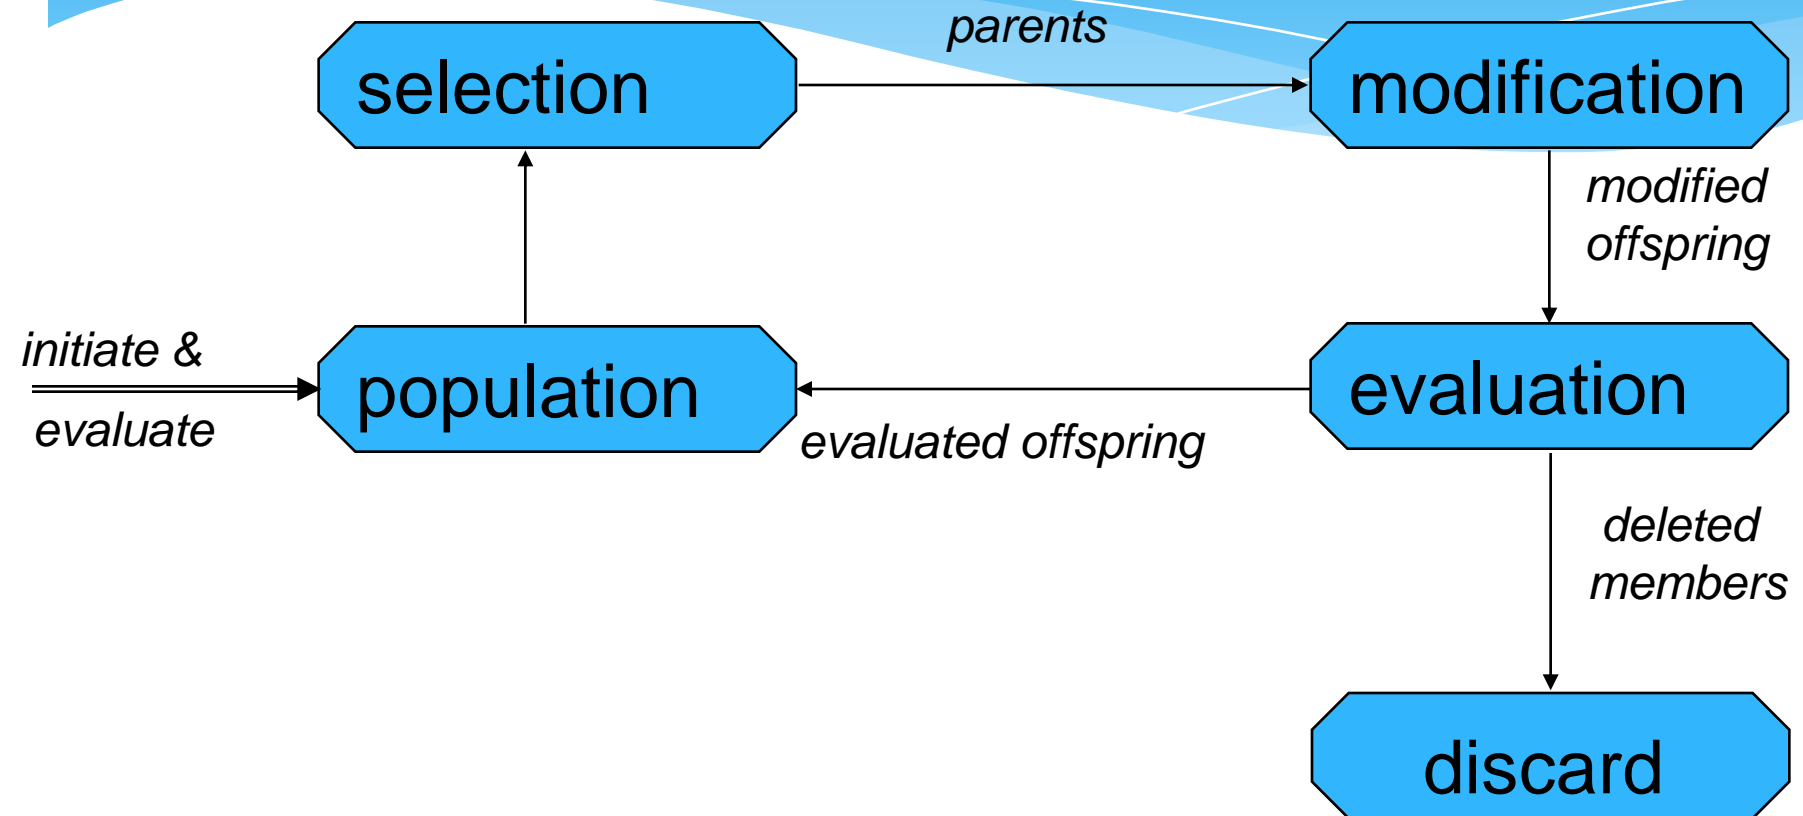 parents
selection
modification
modified
offspring
initiate &
evaluate
population
evaluated offspring
evaluation
deleted
members
discard